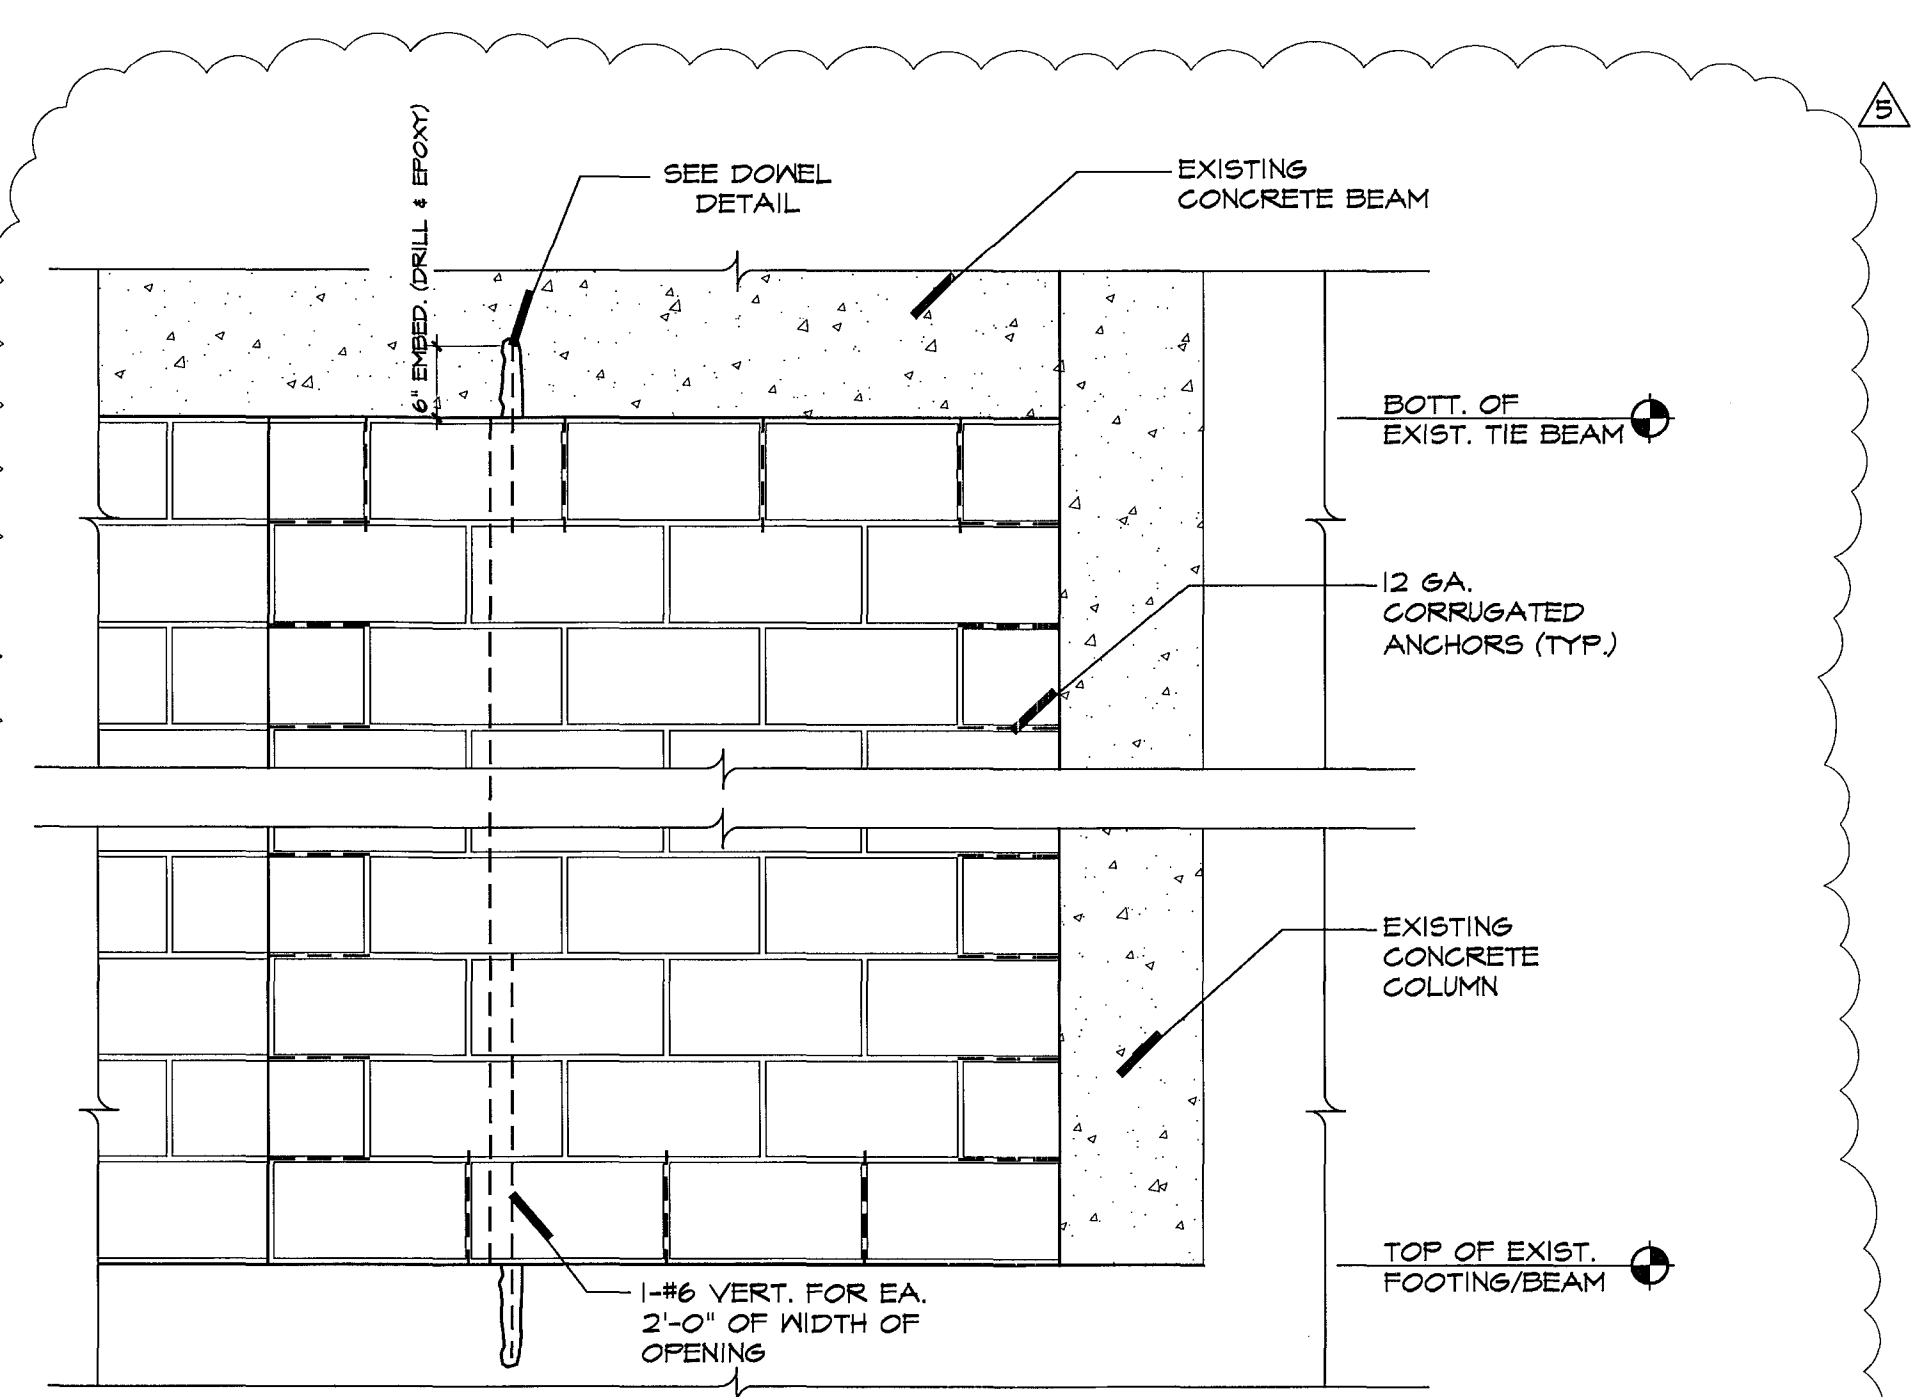 5
6" EMBED. (DRILL & EPOXY)
SEE DOWEL
DETAIL
EXISTING
CONCRETE BEAM
BOTT. OF
EXIST. TIE BEAM
12 GA.
CORRUGATED
ANCHORS (TYP.)
EXISTING
CONCRETE
COLUMN
TOP OF EXIST.
FOOTING/BEAM
1-#6 VERT. FOR EA.
2'-0" OF WIDTH OF
OPENING